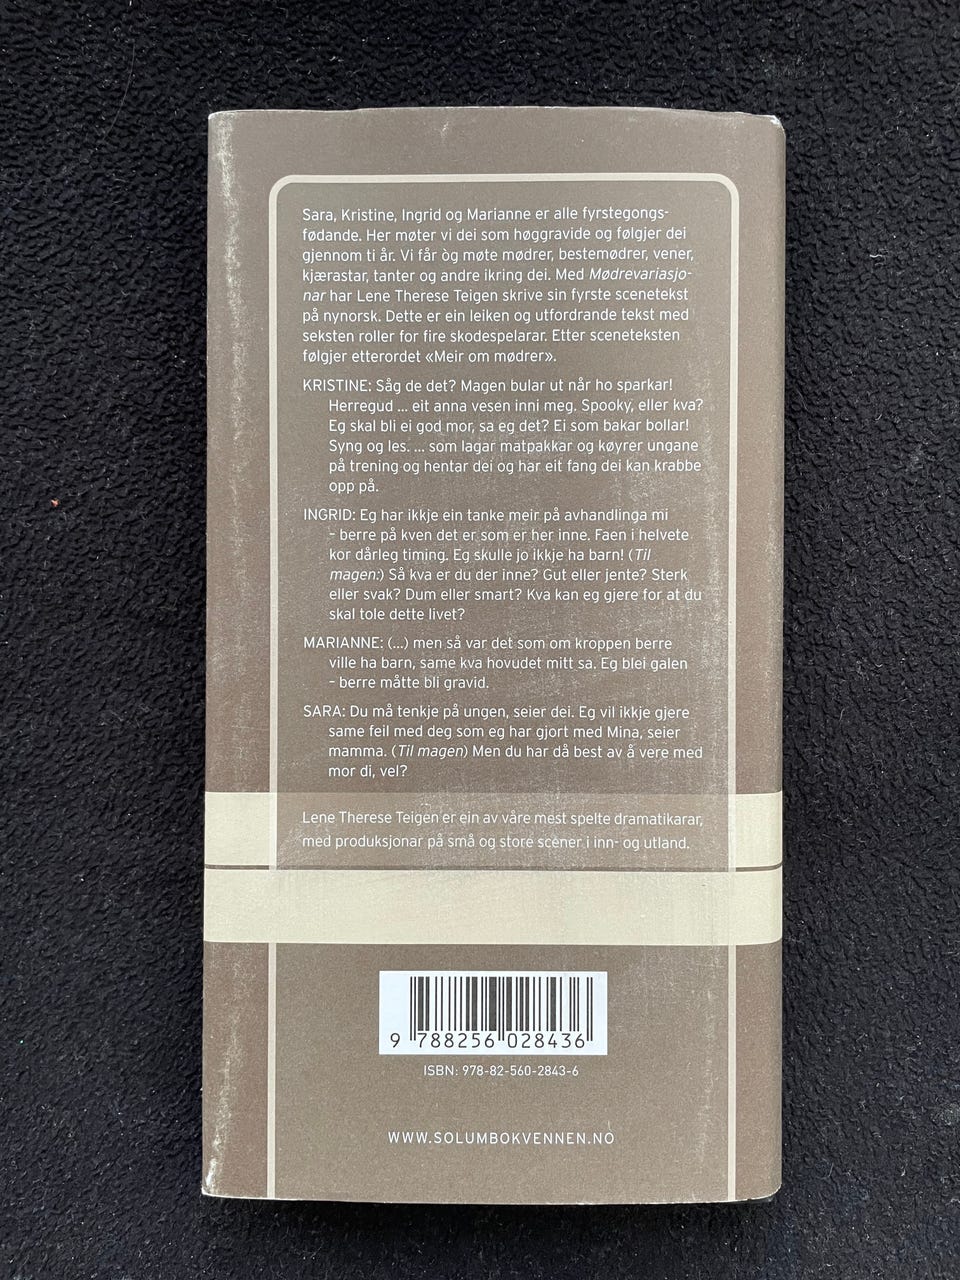 Sara, Kristine, Ingrid og Marianne er alle fyrstegongs-
fødande. Her møter vi dei som høggravide og følgjer dei
gjennom ti år. Vi får òg møte mødrer, bestemødrer, vener,
kjærastar, tanter og andre ikring dei. Med Mødrevariasjo-
nar har Lene Therese Teigen skrive sin fyrste scenetekst
på nynorsk. Dette er ein leiken og utfordrande tekst med
seksten roller for fire skodespelarar. Etter sceneteksten
følgjer etterordet «Meir om mødrer».
KRISTINE: Såg de det? Magen bular ut når ho sparkar!
Herregud ... eit anna vesen inni meg. Spooky, eller kva?
Eg skal bli ei god mor, sa eg det? Ei som bakar bollar!
Syng og les. ... som lagar matpakkar og køyrer ungane
på trening og hentar dei og har eit fang dei kan krabbe
opp på.
INGRID: Eg har ikkje ein tanke meir på avhandlinga mi
– berre på kven det er som er her inne. Faen i helvete
kor dårleg timing. Eg skulle jo ikkje ha barn! (Til
magen:) Så kva er du der inne? Gut eller jente? Sterk
eller svak? Dum eller smart? Kva kan eg gjere for at du
skal tole dette livet?
MARIANNE: (...) men så var det som om kroppen berre
ville ha barn, same kva hovudet mitt sa. Eg blei galen
– berre måtte bli gravid.
SARA: Du må tenkje på ungen, seier dei. Eg vil ikkje gjere
same feil med deg som eg har gjort med Mina, seier
mamma. (Til magen) Men du har då best av å vere med
mor di, vel?
Lene Therese Teigen er ein av våre mest spelte dramatikarar,
med produksjonar på små og store scener i inn- og utland.
9 788256 028436
ISBN: 978-82-560-2843-6
WWW.SOLUMBOKVENNEN.NO